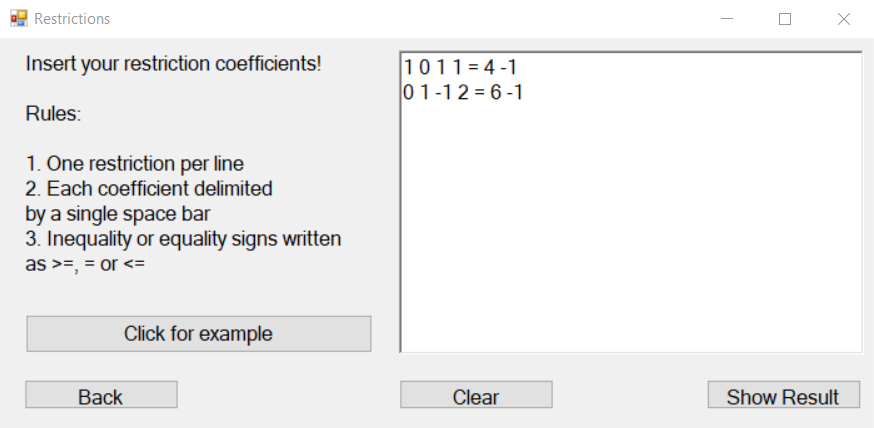 Restrictions
Insert your restriction coefficients!
Rules:
1. One restriction per line
2. Each coefficient delimited
by a single space bar
3. Inequality or equality signs written
as >=, = or <=
1 0 1 1 = 4 -1
0 1 -1 2 = 6 -1
Click for example
Back
Clear
Show Result